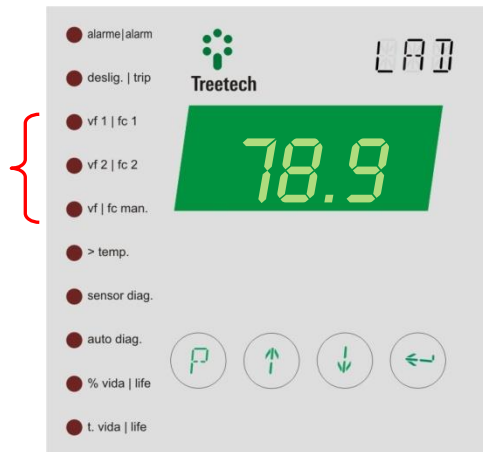 alarme|alarm
deslig. | trip
vf 1 | fc 1
vf 2 | fc 2
vf | fc man.
> temp.
sensor diag.
auto diag.
% vida | life
t. vida | life
Treetech
LAD
78.9
P